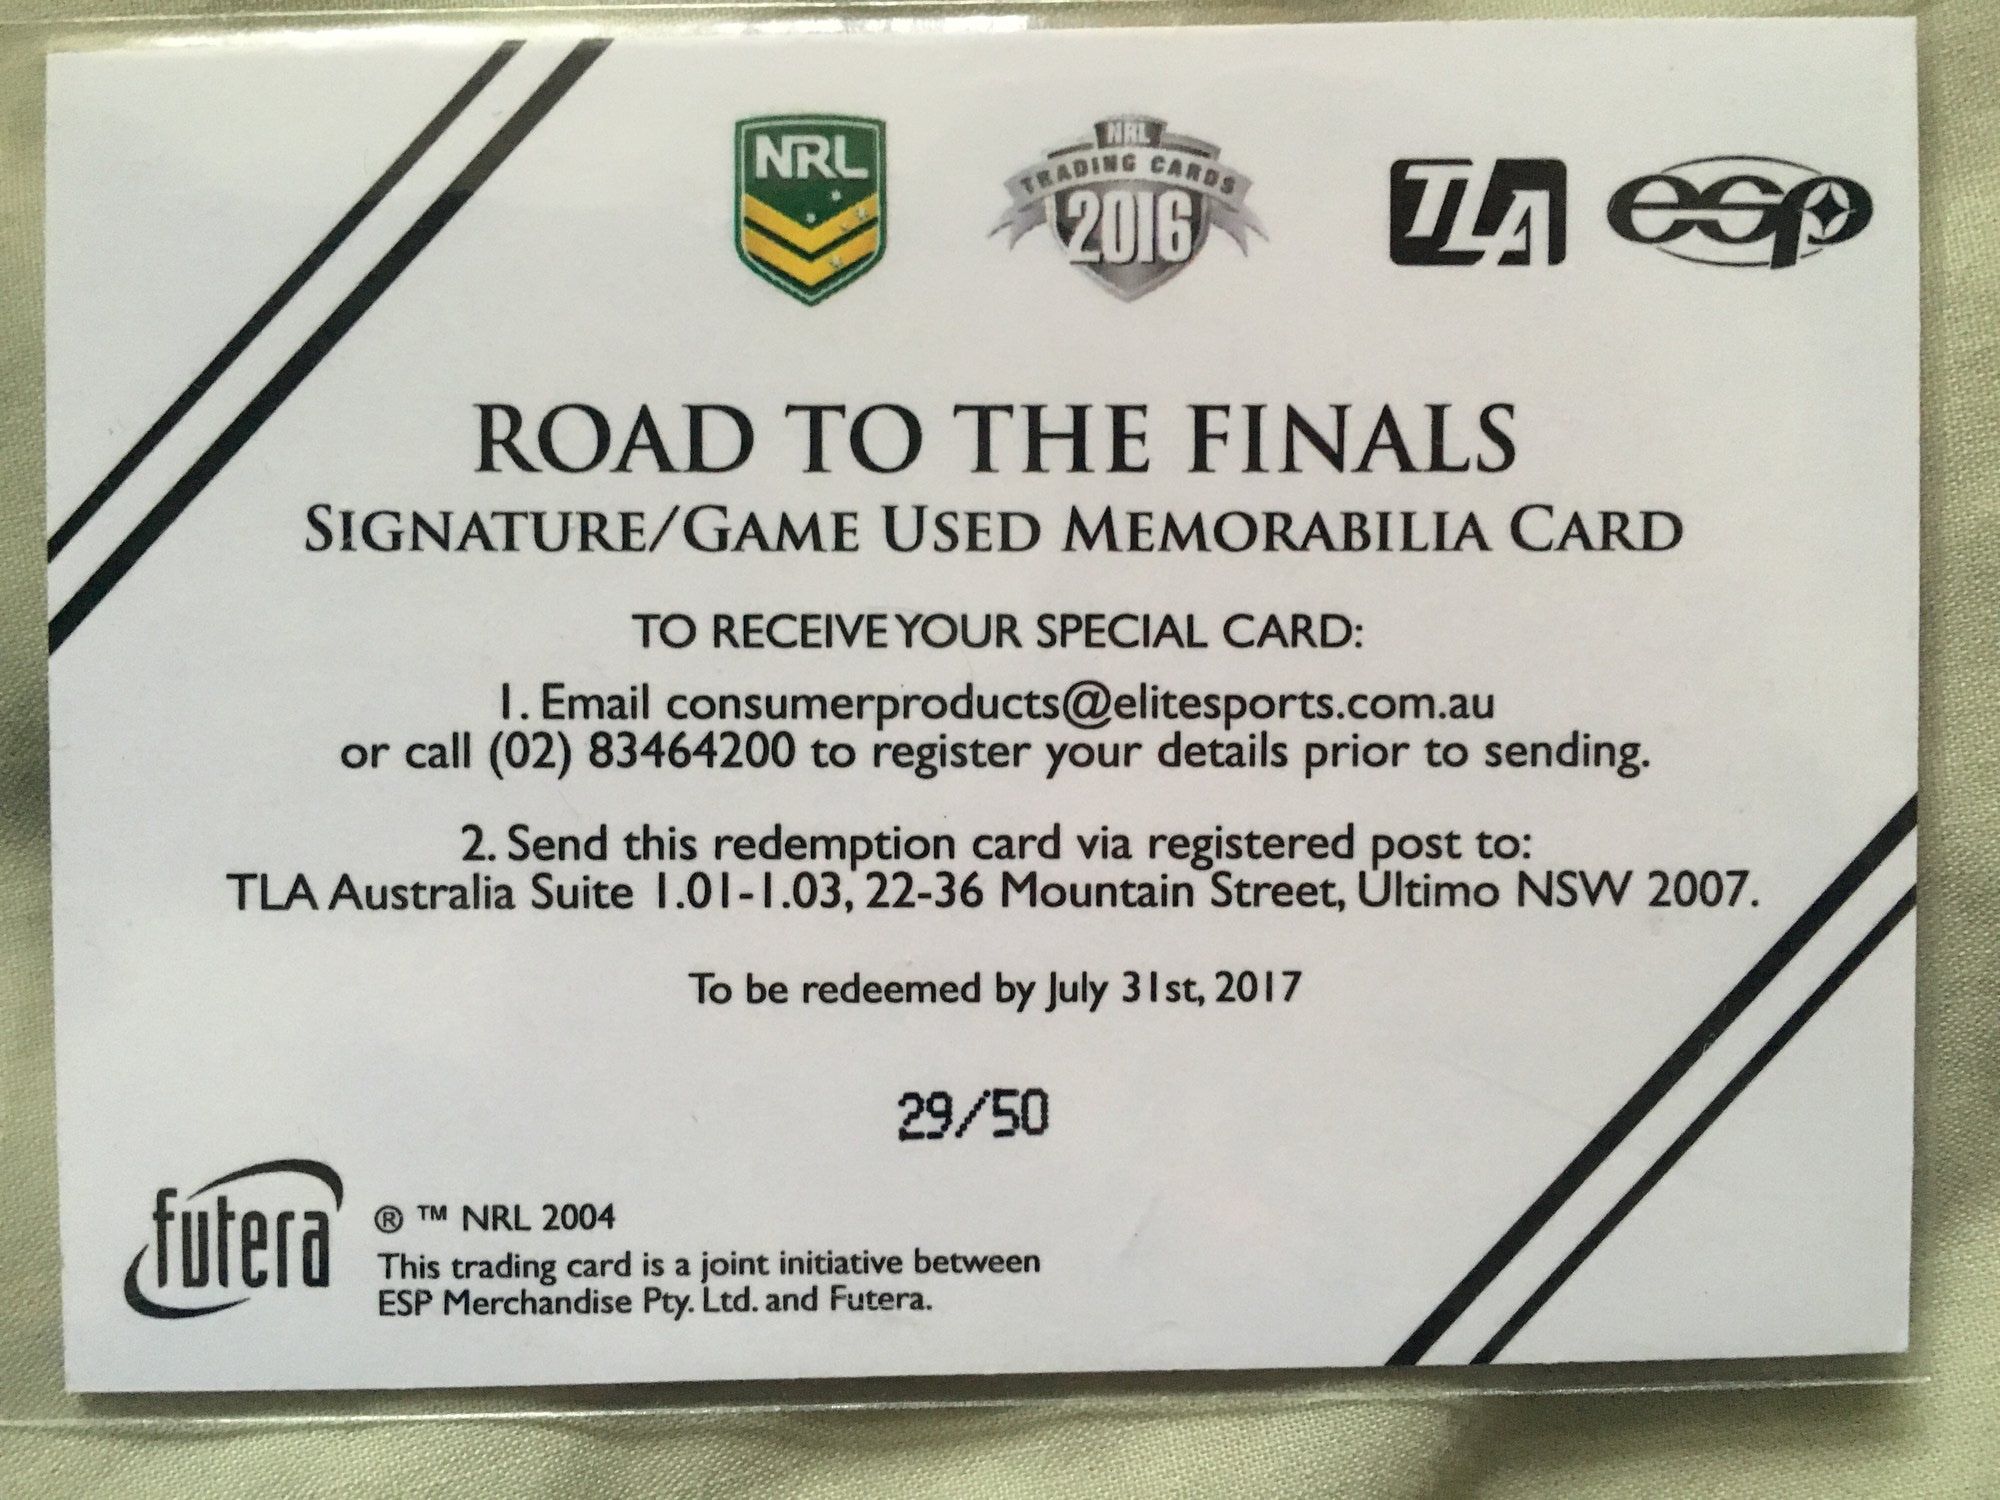 NRL
NRL
TRADING CARDS
2016
TLA
esp
ROAD TO THE FINALS
SIGNATURE/GAME USED MEMORABILIA CARD
TO RECEIVE YOUR SPECIAL CARD:
1. Email consumerproducts@elitesports.com.au
or call (02) 83464200 to register your details prior to sending.
2. Send this redemption card via registered post to:
TLA Australia Suite 1.01-1.03, 22-36 Mountain Street, Ultimo NSW 2007.
To be redeemed by July 31st, 2017
29/50
futera
® ™ NRL 2004
This trading card is a joint initiative between
ESP Merchandise Pty. Ltd. and Futera.